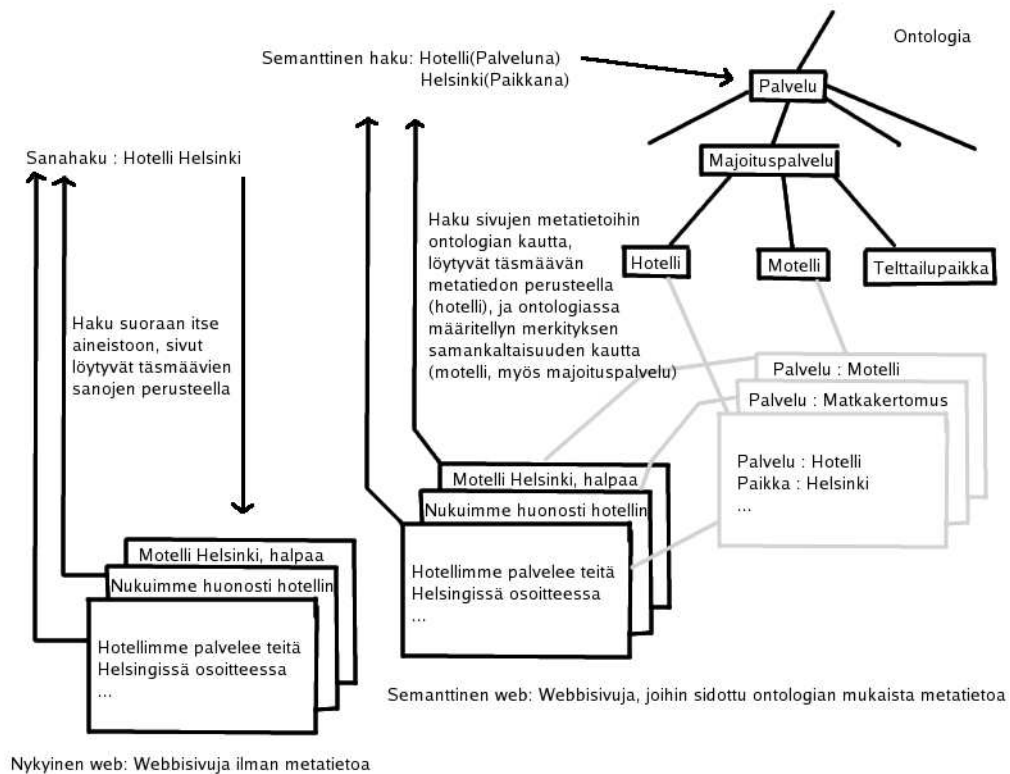 Ontologia
Semanttinen haku: Hotelli(Palveluna)
Helsinki(Paikkana)
Palvelu
Sanahaku : Hotelli Helsinki
Majoituspalvelu
Hotelli
Motelli
Telttailupaikka
Haku sivujen metatietoihin
ontologian kautta,
löytyvät täsmäävän
metatiedon perusteella
(hotelli), ja ontologiassa
määritellyn merkityksen
samankaltaisuuden kautta
(motelli, myös majoituspalvelu)
Haku suoraan itse
aineistoon, sivut
löytyvät täsmäävien
sanojen perusteella
Palvelu : Motelli
Palvelu : Matkakertomus
Palvelu : Hotelli
Paikka : Helsinki
...
Motelli Helsinki, halpaa
Nukuimme huonosti hotellin
Hotellimme palvelee teitä
Helsingissä osoitteessa
...
Motelli Helsinki, halpaa
Nukuimme huonosti hotellin
Hotellimme palvelee teitä
Helsingissä osoitteessa
...
Semanttinen web: Webbisivuja, joihin sidottu ontologian mukaista metatietoa
Nykyinen web: Webbisivuja ilman metatietoa